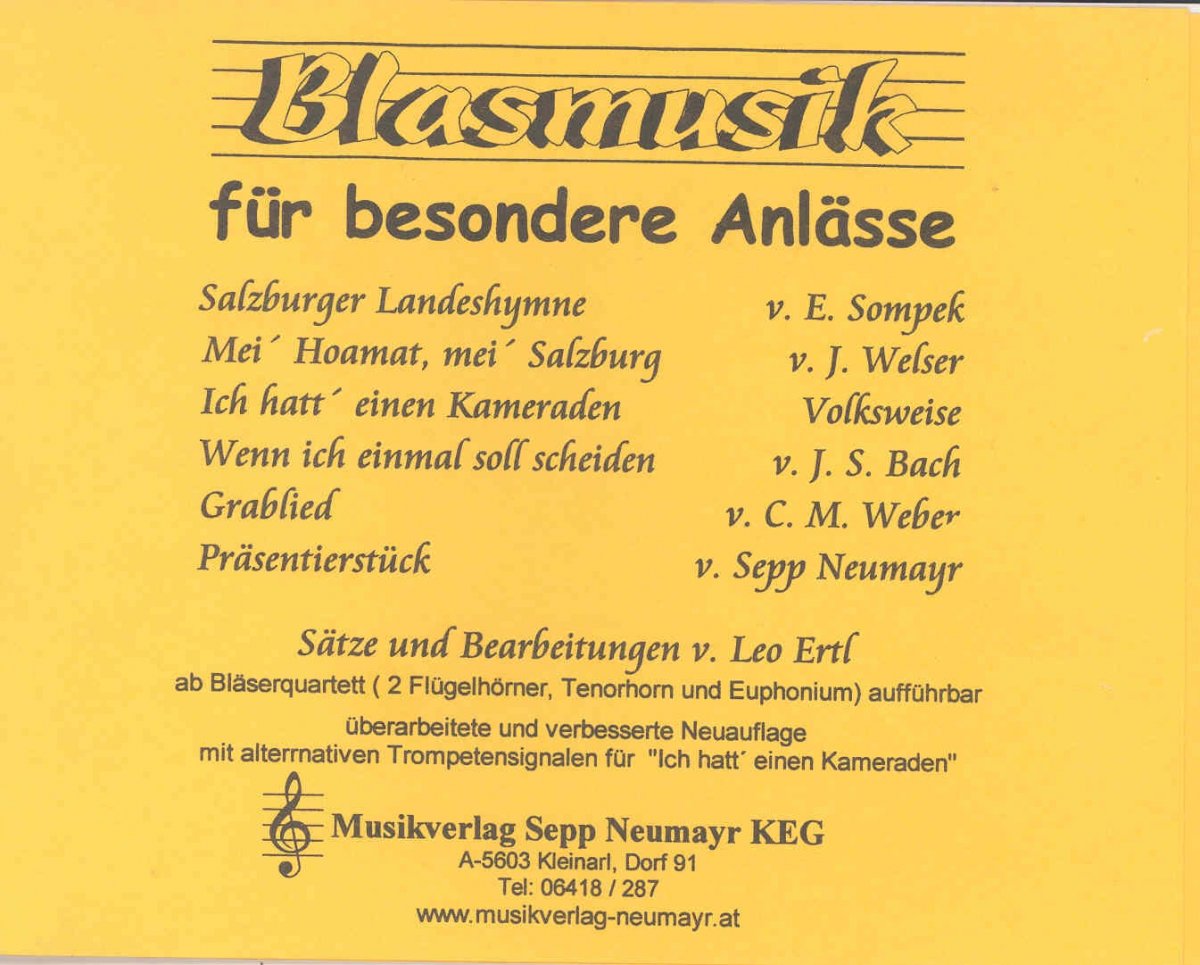 Blasmusik
für besondere Anlässe
Salzburger Landeshymne v. E. Sompek
Mei´ Hoamat, mei´ Salzburg v. J. Welser
Ich hatt´ einen Kameraden Volksweise
Wenn ich einmal soll scheiden v. J. S. Bach
Grablied v. C. M. Weber
Präsentierstück v. Sepp Neumayr
Sätze und Bearbeitungen v. Leo Ertl
ab Bläserquartett ( 2 Flügelhörner, Tenorhorn und Euphonium) aufführbar
überarbeitete und verbesserte Neuauflage
mit alterrnativen Trompetensignalen für "Ich hatt´ einen Kameraden"
Musikverlag Sepp Neumayr KEG
A-5603 Kleinarl, Dorf 91
Tel: 06418 / 287
www.musikverlag-neumayr.at